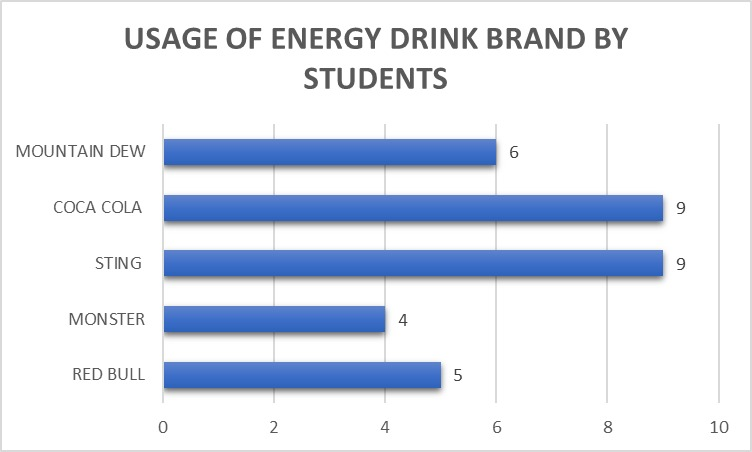 USAGE OF ENERGY DRINK BRAND BY
STUDENTS
MOUNTAIN DEW 6
COCA COLA 9
STING 9
MONSTER 4
RED BULL 5
0 2 4 6 8 10